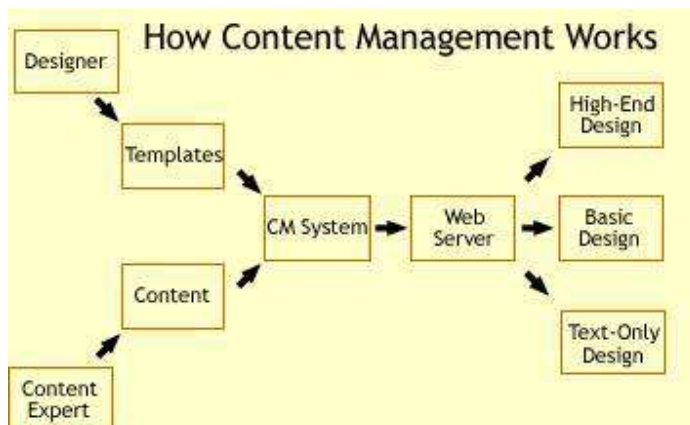 How Content Management Works
Designer
Templates
Content
Content
Expert
CM System
Web
Server
High-End
Design
Basic
Design
Text-Only
Design